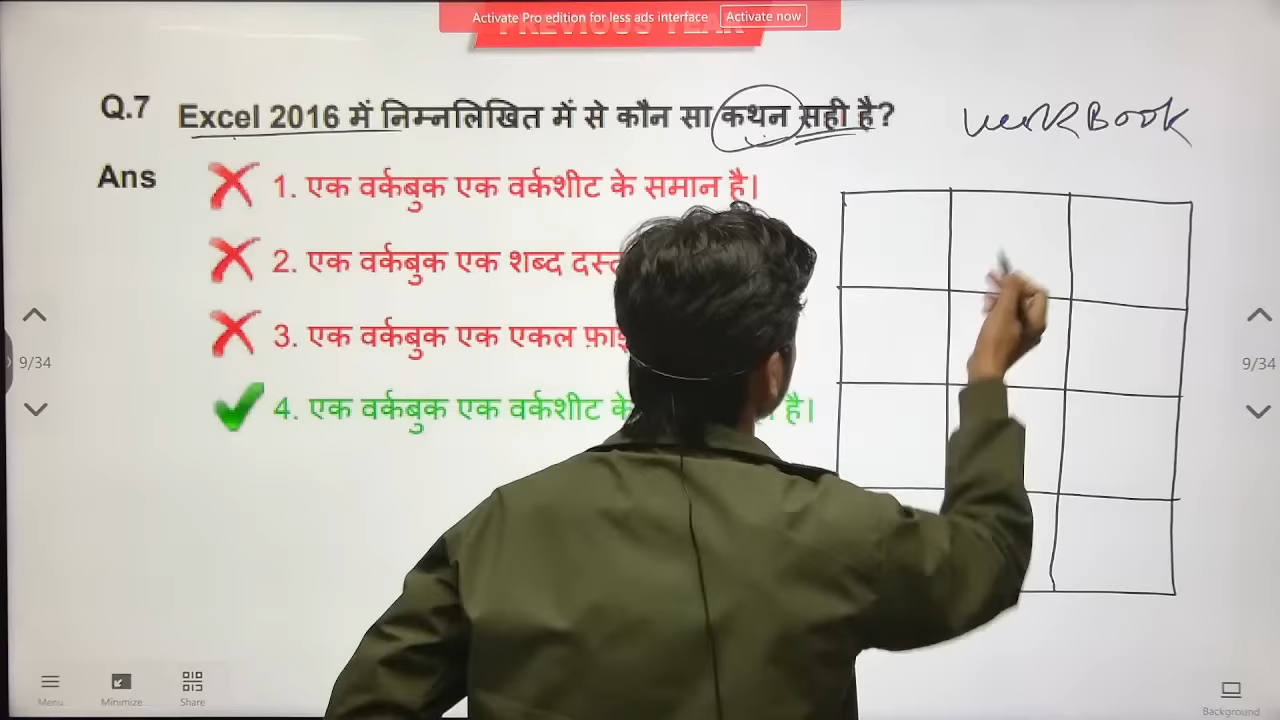 Activate Pro edition for less ads interface Activate now
PREVIOUS YEAR
Q.7 Excel 2016 में निम्नलिखित में से कौन सा कथन सही है?
WORKBOOK
Ans 1. एक वर्कबुक एक वर्कशीट के समान है।
2. एक वर्कबुक एक शब्द
3. एक वर्कबुक एक एकल
4. एक वर्कबुक एक वर्कशीट के है।
9/34
9/34
Menu
Minimize
Share
Background